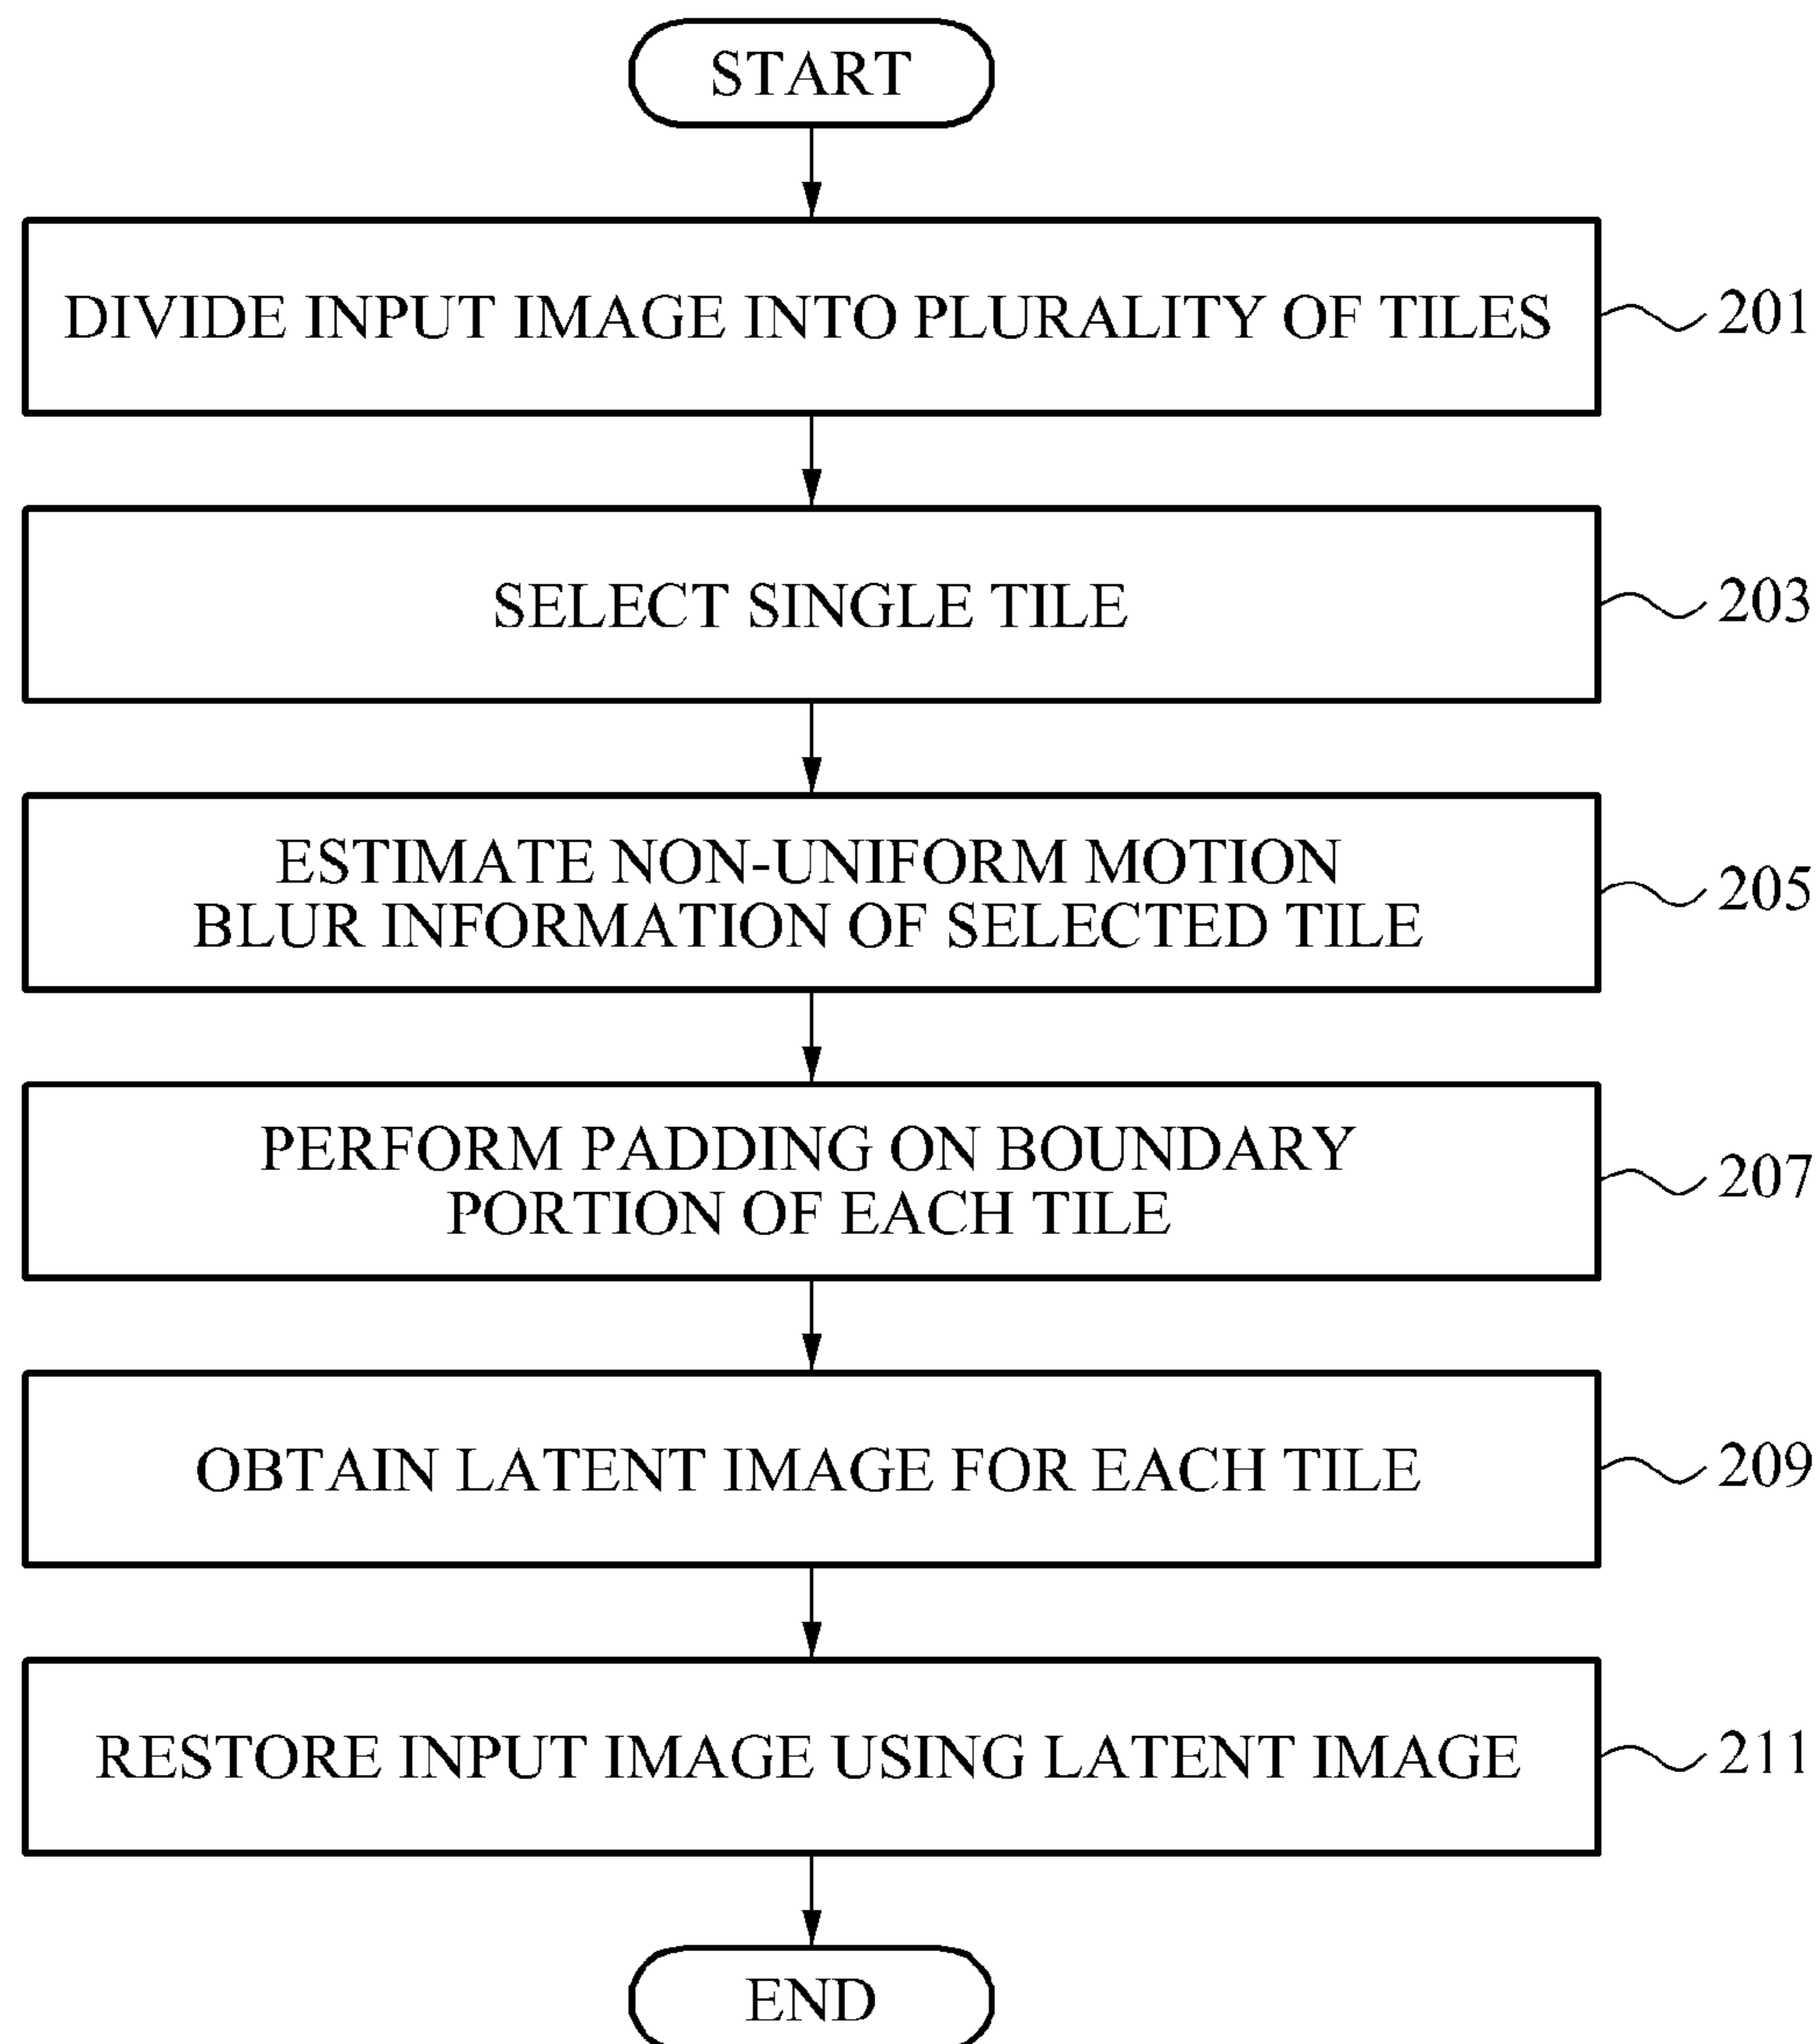 START
DIVIDE INPUT IMAGE INTO PLURALITY OF TILES
201
SELECT SINGLE TILE
203
ESTIMATE NON-UNIFORM MOTION
BLUR INFORMATION OF SELECTED TILE
205
PERFORM PADDING ON BOUNDARY
PORTION OF EACH TILE
207
OBTAIN LATENT IMAGE FOR EACH TILE
209
RESTORE INPUT IMAGE USING LATENT IMAGE
211
END